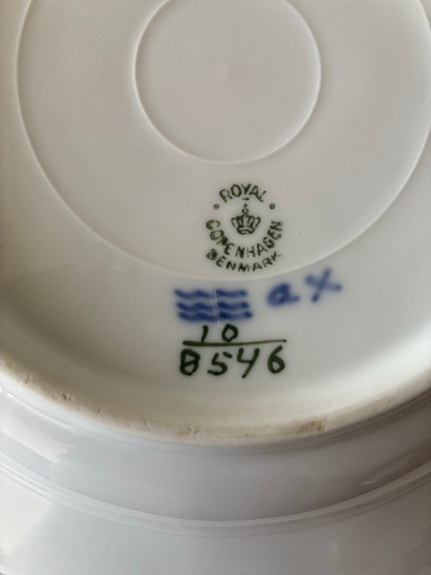 ROYAL
COPENHAGEN
DENMARK
a x
10
8546